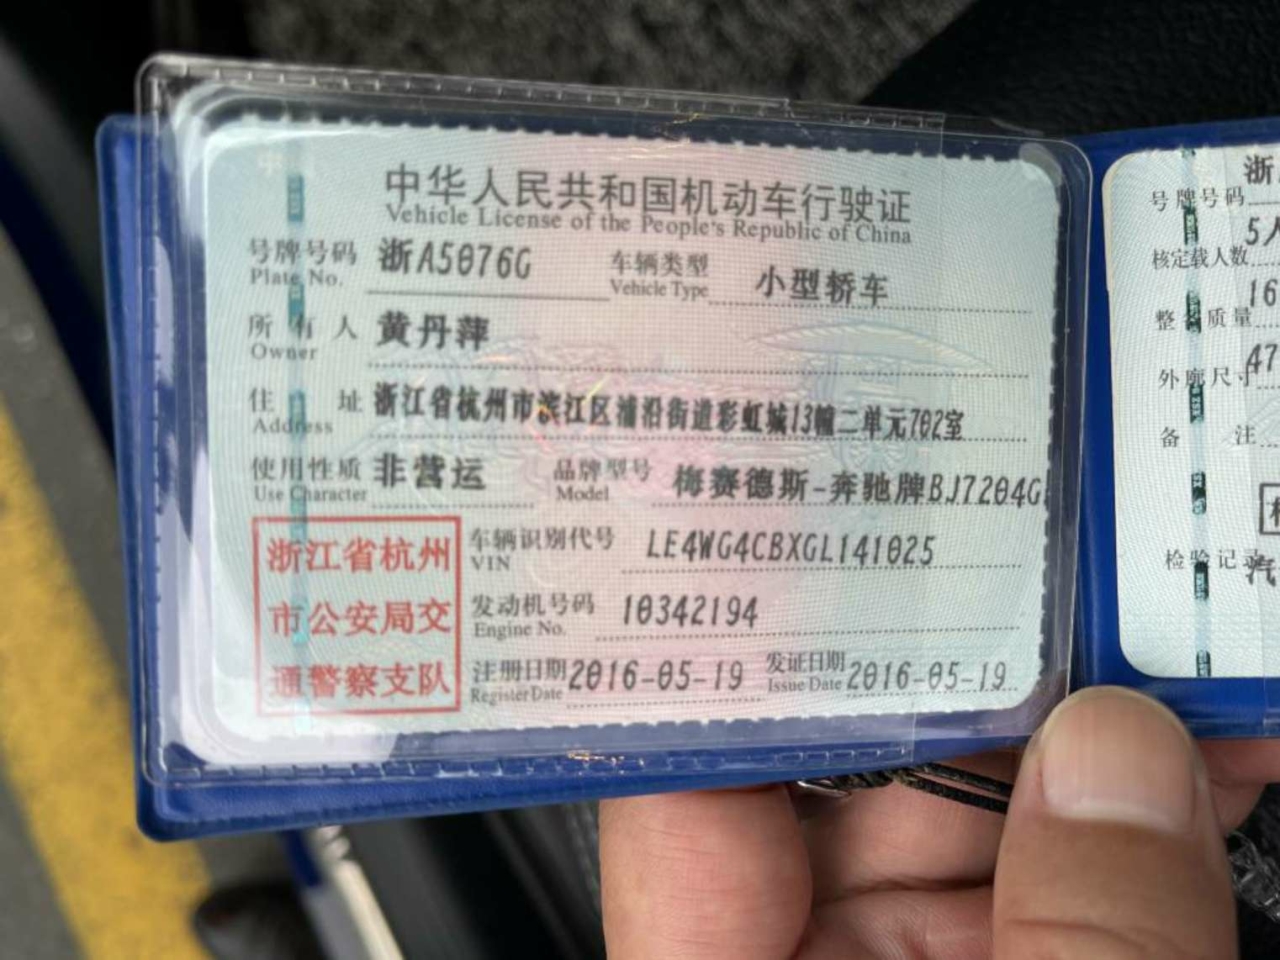 中华人民共和国机动车行驶证
Vehicle License of the People's Republic of China
号牌号码 浙A5076G 车辆类型 小型轿车
Plate No. Vehicle Type
所有人 黄丹萍
Owner
住址 浙江省杭州市滨江区浦沿街道彩虹城13幢二单元702室
Address
使用性质 非营运 品牌型号 梅赛德斯-奔驰牌BJ7204G
Use Character Model
浙江省杭州
市公安局交
通警察支队
车辆识别代号 LE4WG4CBXGL141025
VIN
发动机号码 10342194
Engine No.
注册日期 2016-05-19 发证日期 2016-05-19
Register Date Issue Date
号牌号码 浙
核定载人数 5人
整备质量 16
外廓尺寸 47
备注
检验记录